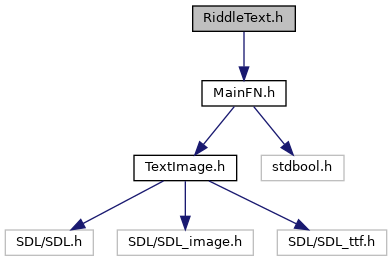 RiddleText.h
MainFN.h
TextImage.h
stdbool.h
SDL/SDL.h
SDL/SDL_image.h
SDL/SDL_ttf.h